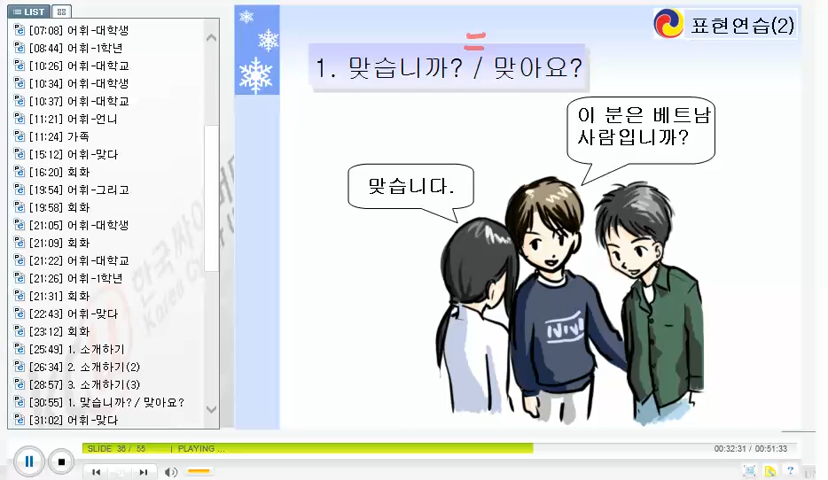 LIST
[07:08] 어휘-대학생
[08:44] 어휘-1학년
[10:26] 어휘-대학교
[10:34] 어휘-대학생
[10:37] 어휘-대학교
[11:21] 어휘-언니
[11:24] 가족
[15:12] 어휘-맞다
[16:20] 회화
[19:54] 어휘-그리고
[19:58] 회화
[21:05] 어휘-대학생
[21:09] 회화
[21:22] 어휘-대학교
[21:26] 어휘-1학년
[21:31] 회화
[22:43] 어휘-맞다
[23:12] 회화
[25:49] 1. 소개하기
[26:34] 2. 소개하기(2)
[28:57] 3. 소개하기(3)
[30:55] 1. 맞습니까? / 맞아요?
[31:02] 어휘-맞다
표현연습(2)
1. 맞습니까? / 맞아요?
이 분은 베트남
사람입니까?
맞습니다.
SLIDE 36 / 55 | PLAYING ...
00:32:31 / 00:51:33